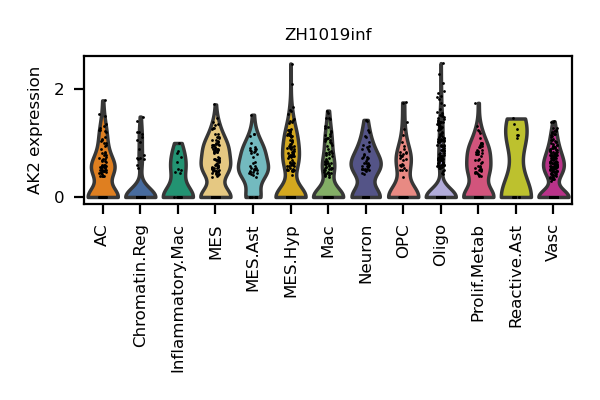 ZH1019inf
AK2 expression
2
0
AC
Chromatin.Reg
Inflammatory.Mac
MES
MES.Ast
MES.Hyp
Mac
Neuron
OPC
Oligo
Prolif.Metab
Reactive.Ast
Vasc